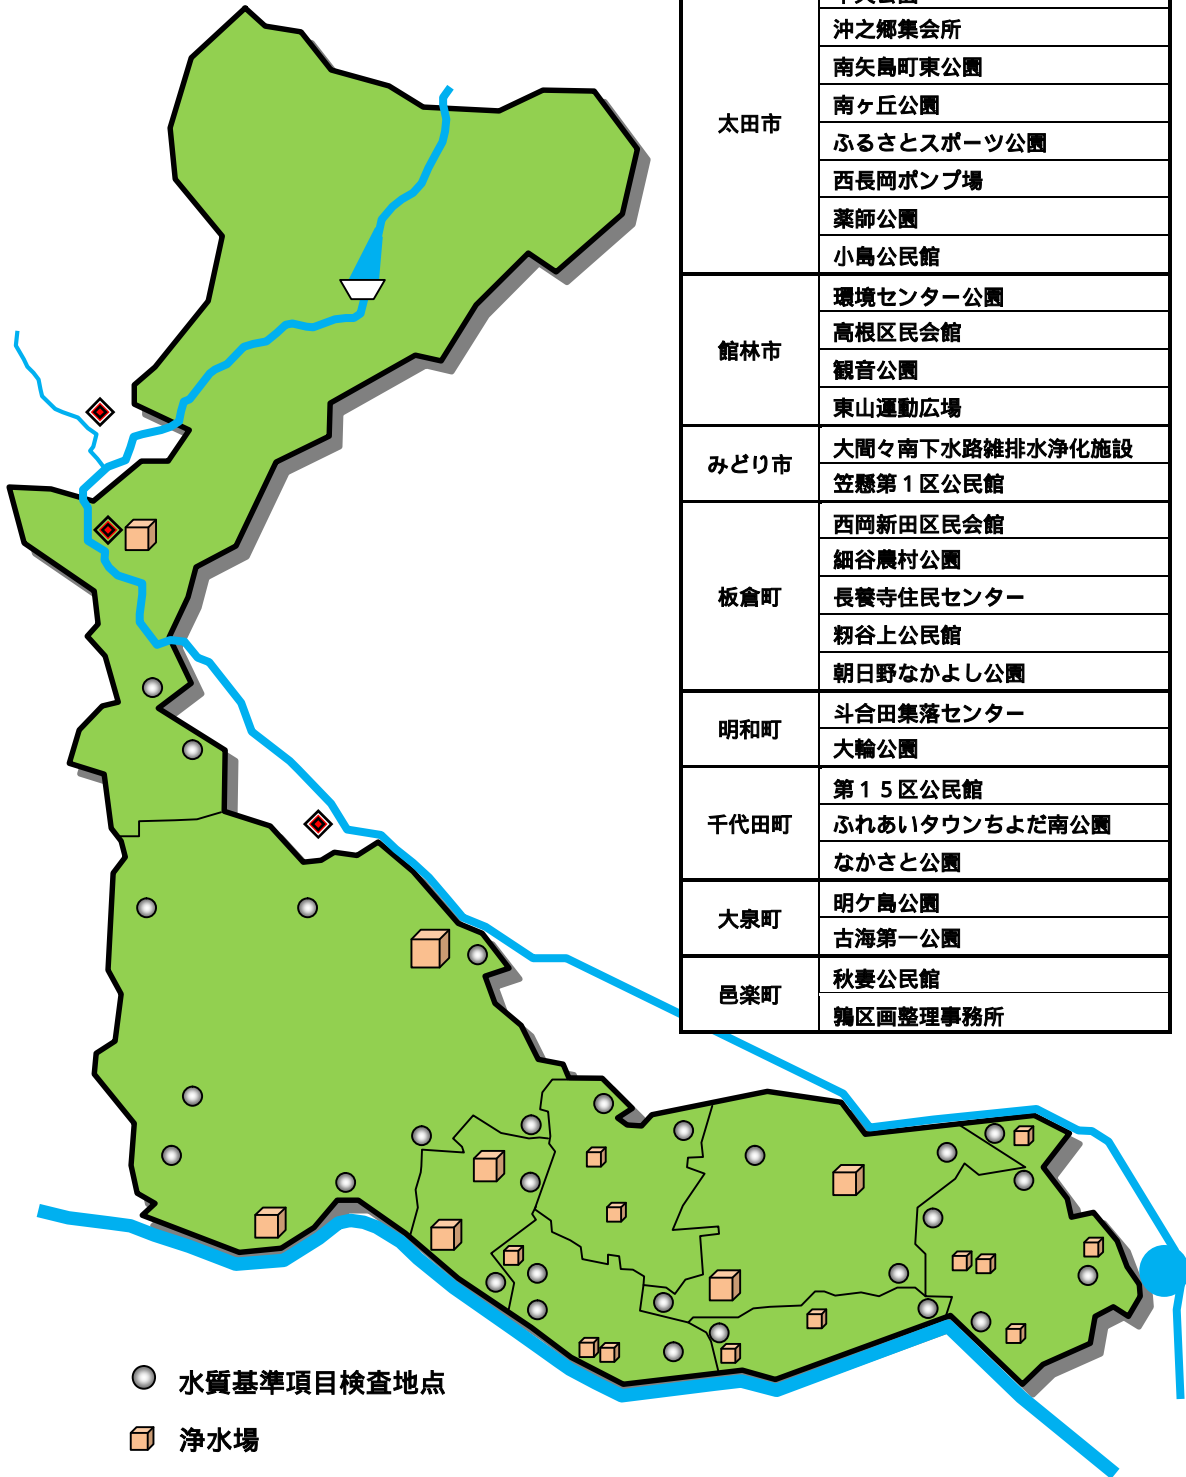 沖之郷集会所
南矢島町東公園
南ヶ丘公園
太田市
ふるさとスポーツ公園
西長岡ポンプ場
薬師公園
小島公民館
環境センター公園
高根区民会館
館林市
観音公園
東山運動広場
大間々南下水路雑排水浄化施設
みどり市
笠懸第1区公民館
西岡新田区民会館
細谷農村公園
板倉町
長養寺住民センター
籾谷上公民館
朝日野なかよし公園
斗合田集落センター
明和町
大輪公園
第15区公民館
千代田町
ふれあいタウンちよだ南公園
なかさと公園
明ケ島公園
大泉町
古海第一公園
秋妻公民館
邑楽町
鶉区画整理事務所
水質基準項目検査地点
浄水場